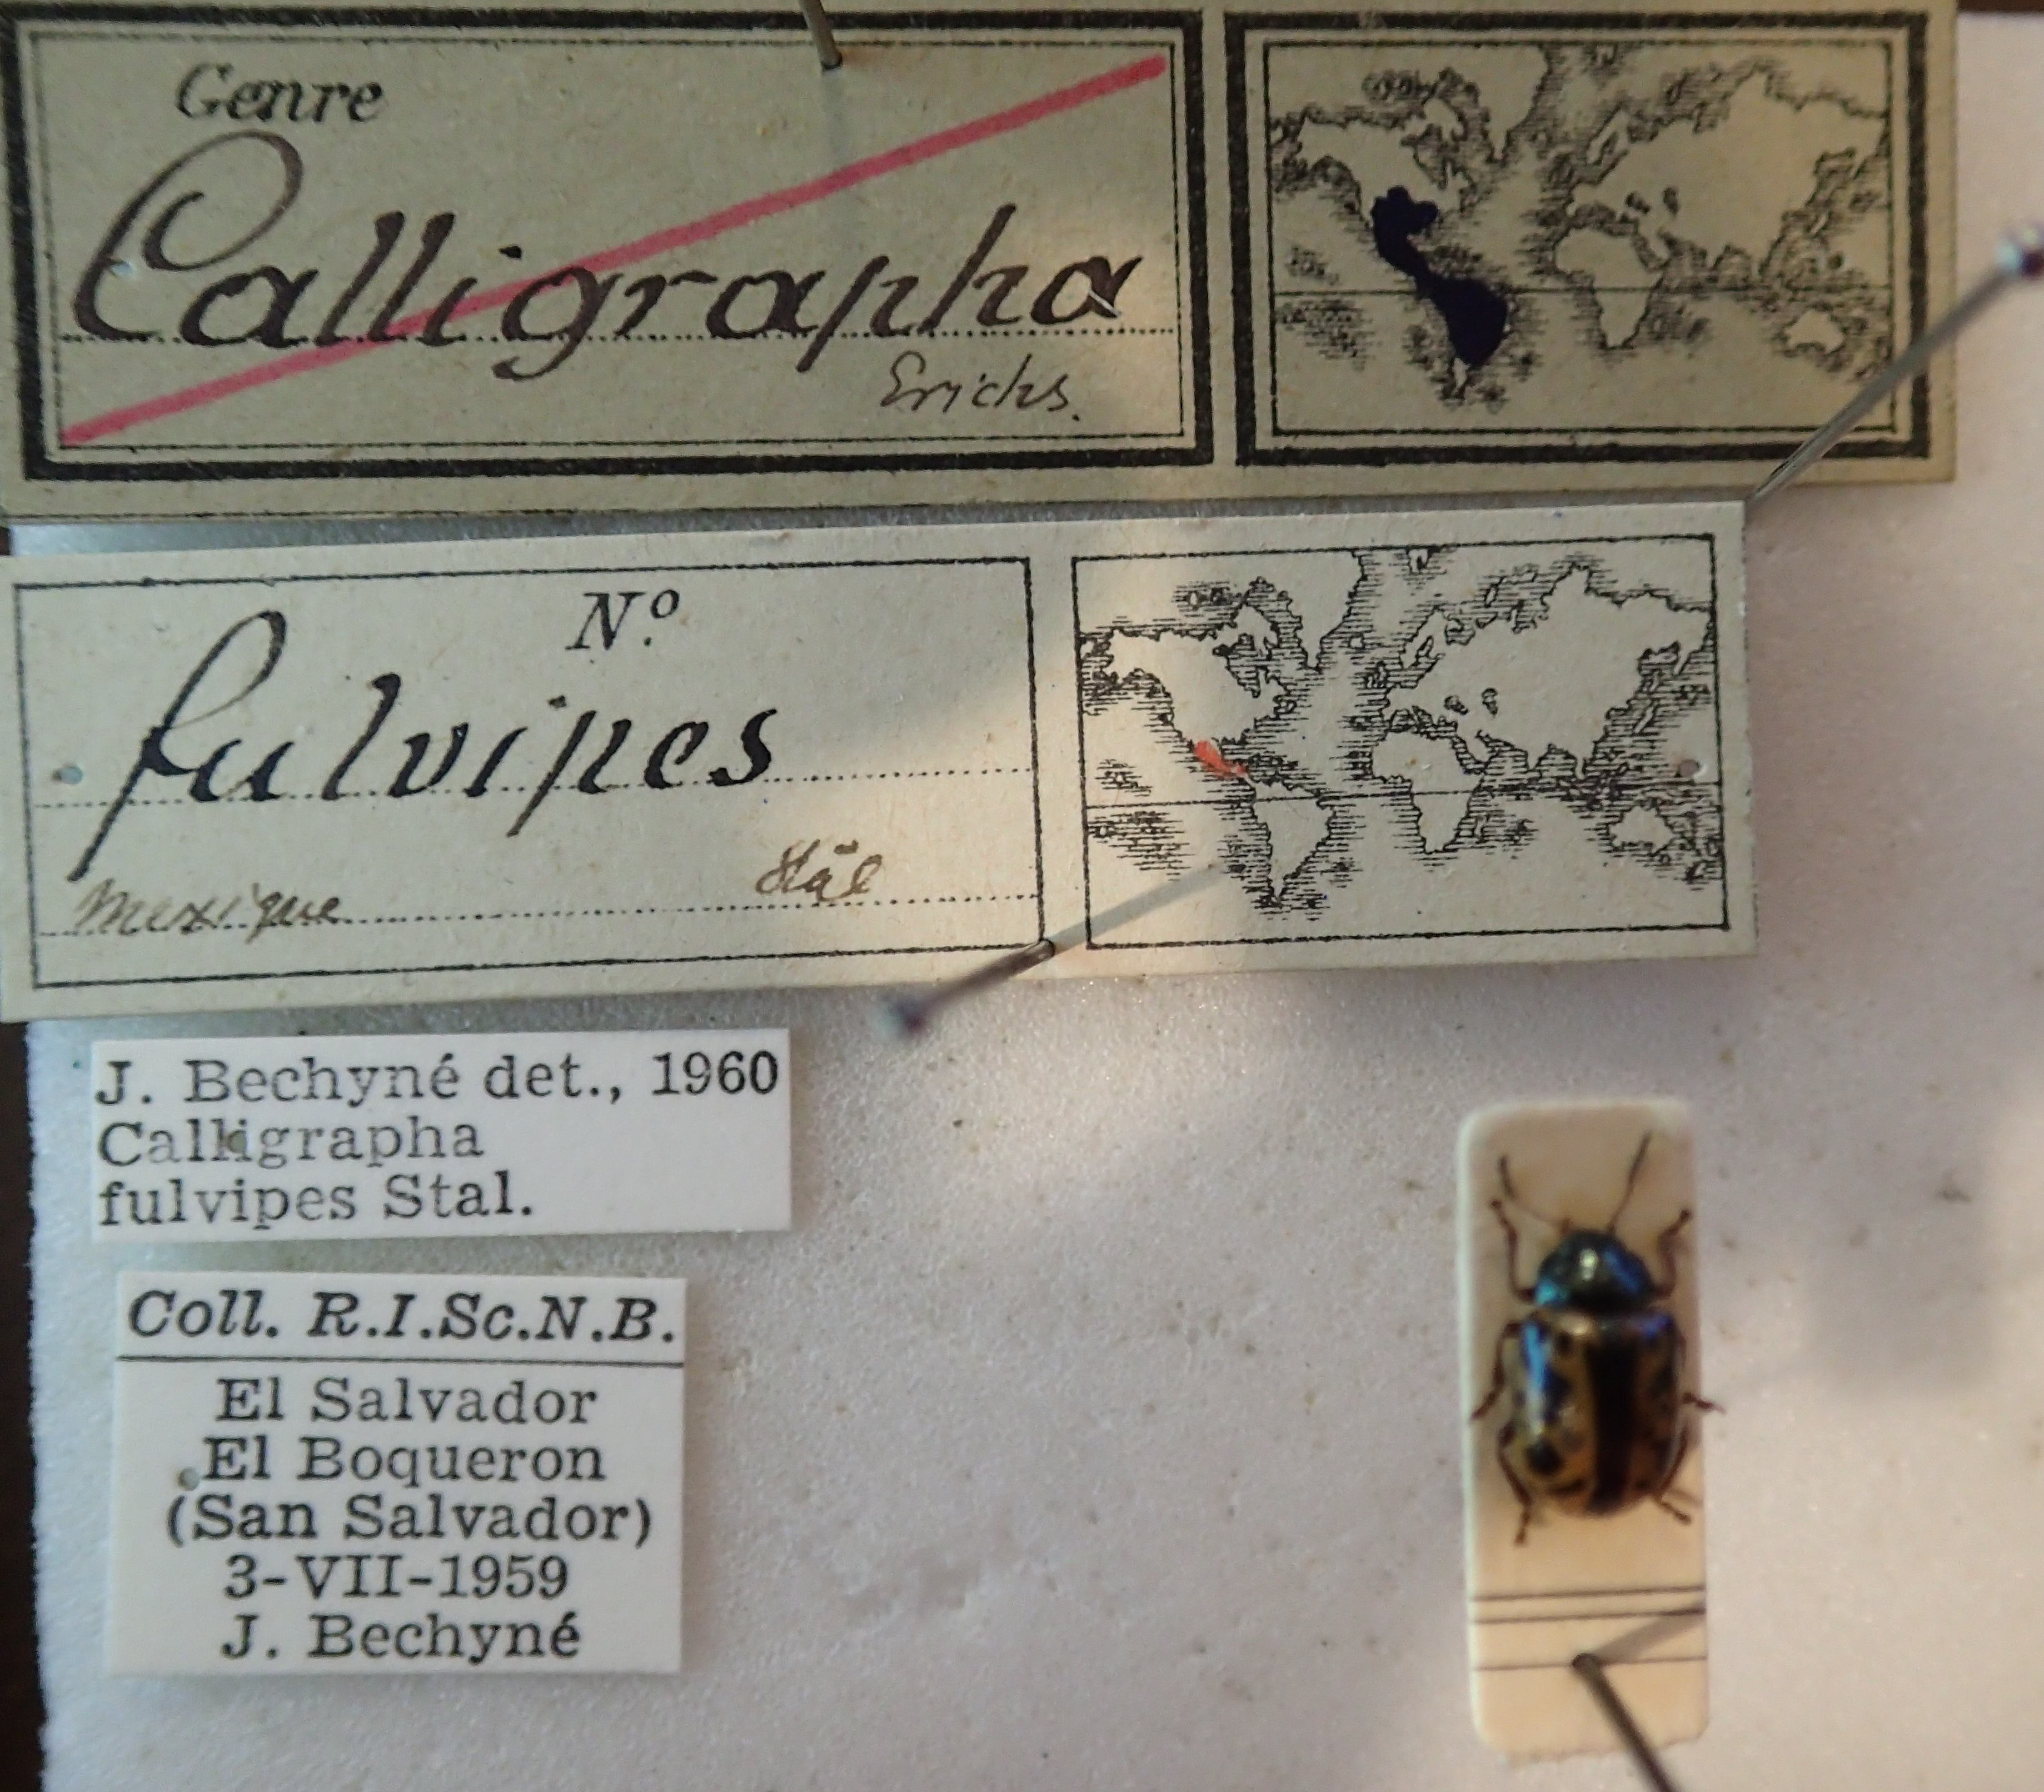 Genre
Calligrapha
Erichs.
Nº
fulvipes
Stål
Mexique
J. Bechyné det., 1960
Calligrapha
fulvipes Stal.
Coll. R.I.Sc.N.B.
El Salvador
El Boqueron
(San Salvador)
3-VII-1959
J. Bechyné